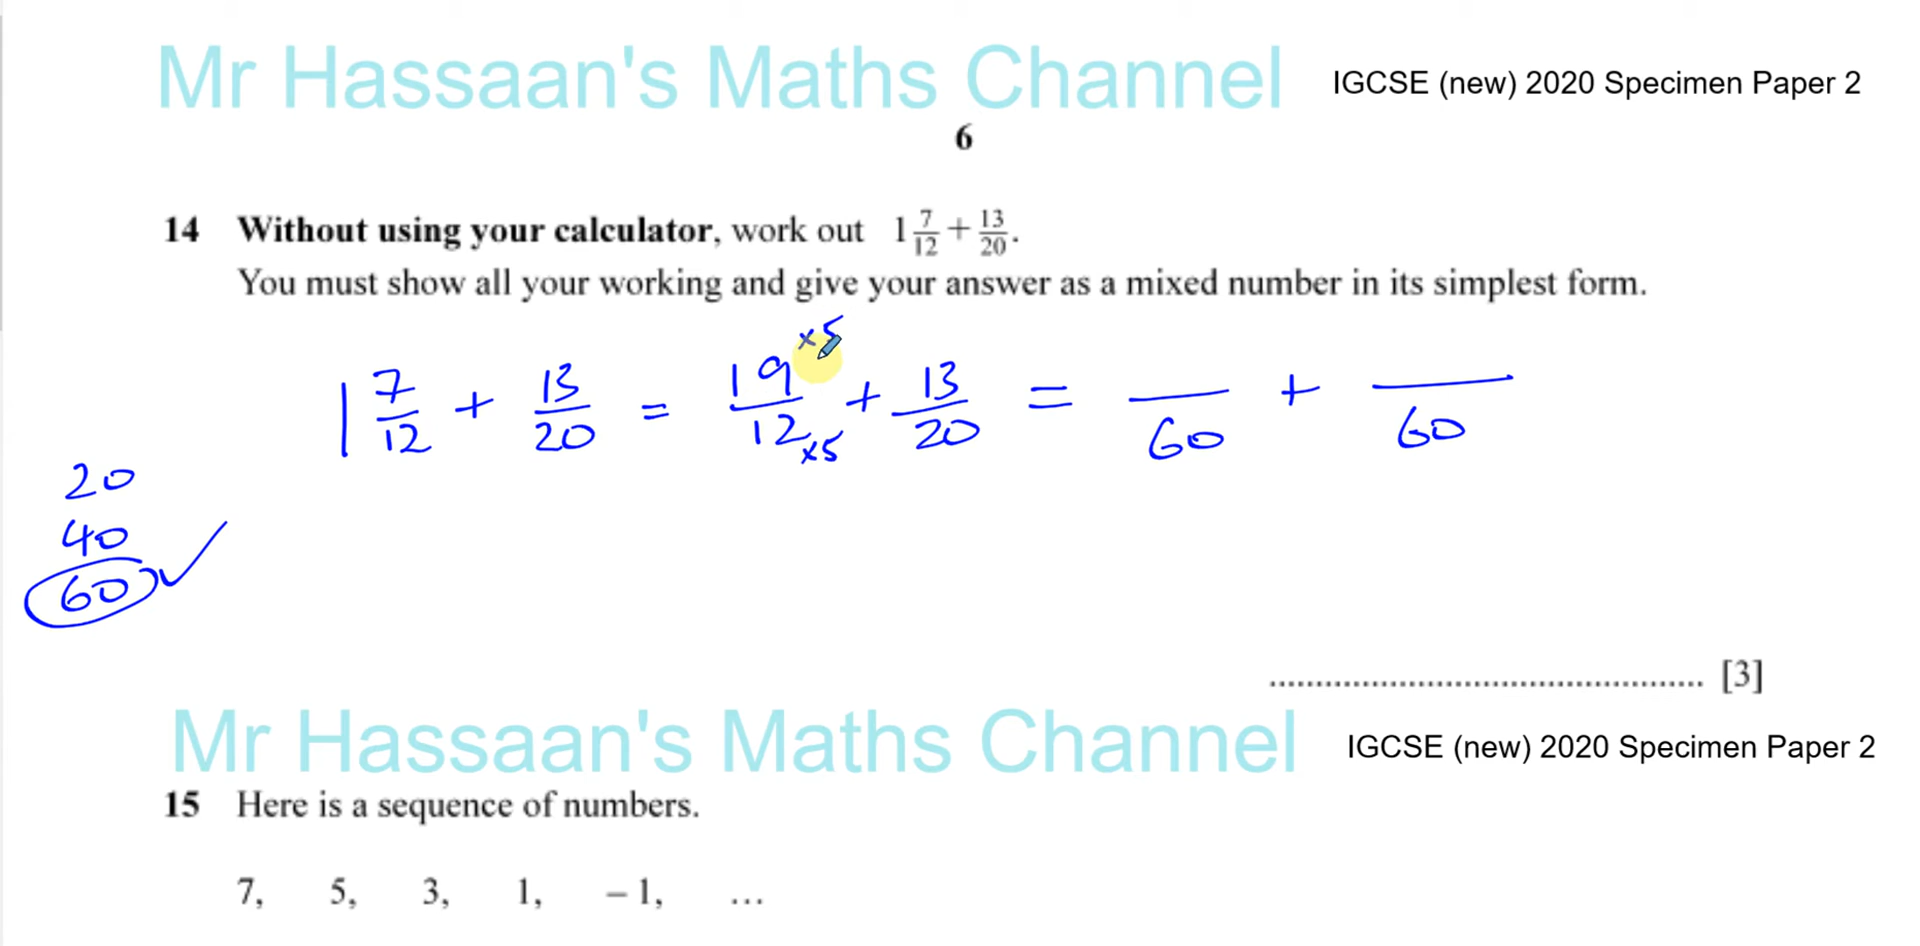 Mr Hassaan's Maths Channel IGCSE (new) 2020 Specimen Paper 2
6
14 Without using your calculator, work out 1 7/12 + 13/20.
You must show all your working and give your answer as a mixed number in its simplest form.
1 7/12 + 13/20 = 19×5/12×5 + 13/20 = /60 + /60
20
40
60
[3]
Mr Hassaan's Maths Channel IGCSE (new) 2020 Specimen Paper 2
15 Here is a sequence of numbers.
7, 5, 3, 1, – 1, ...